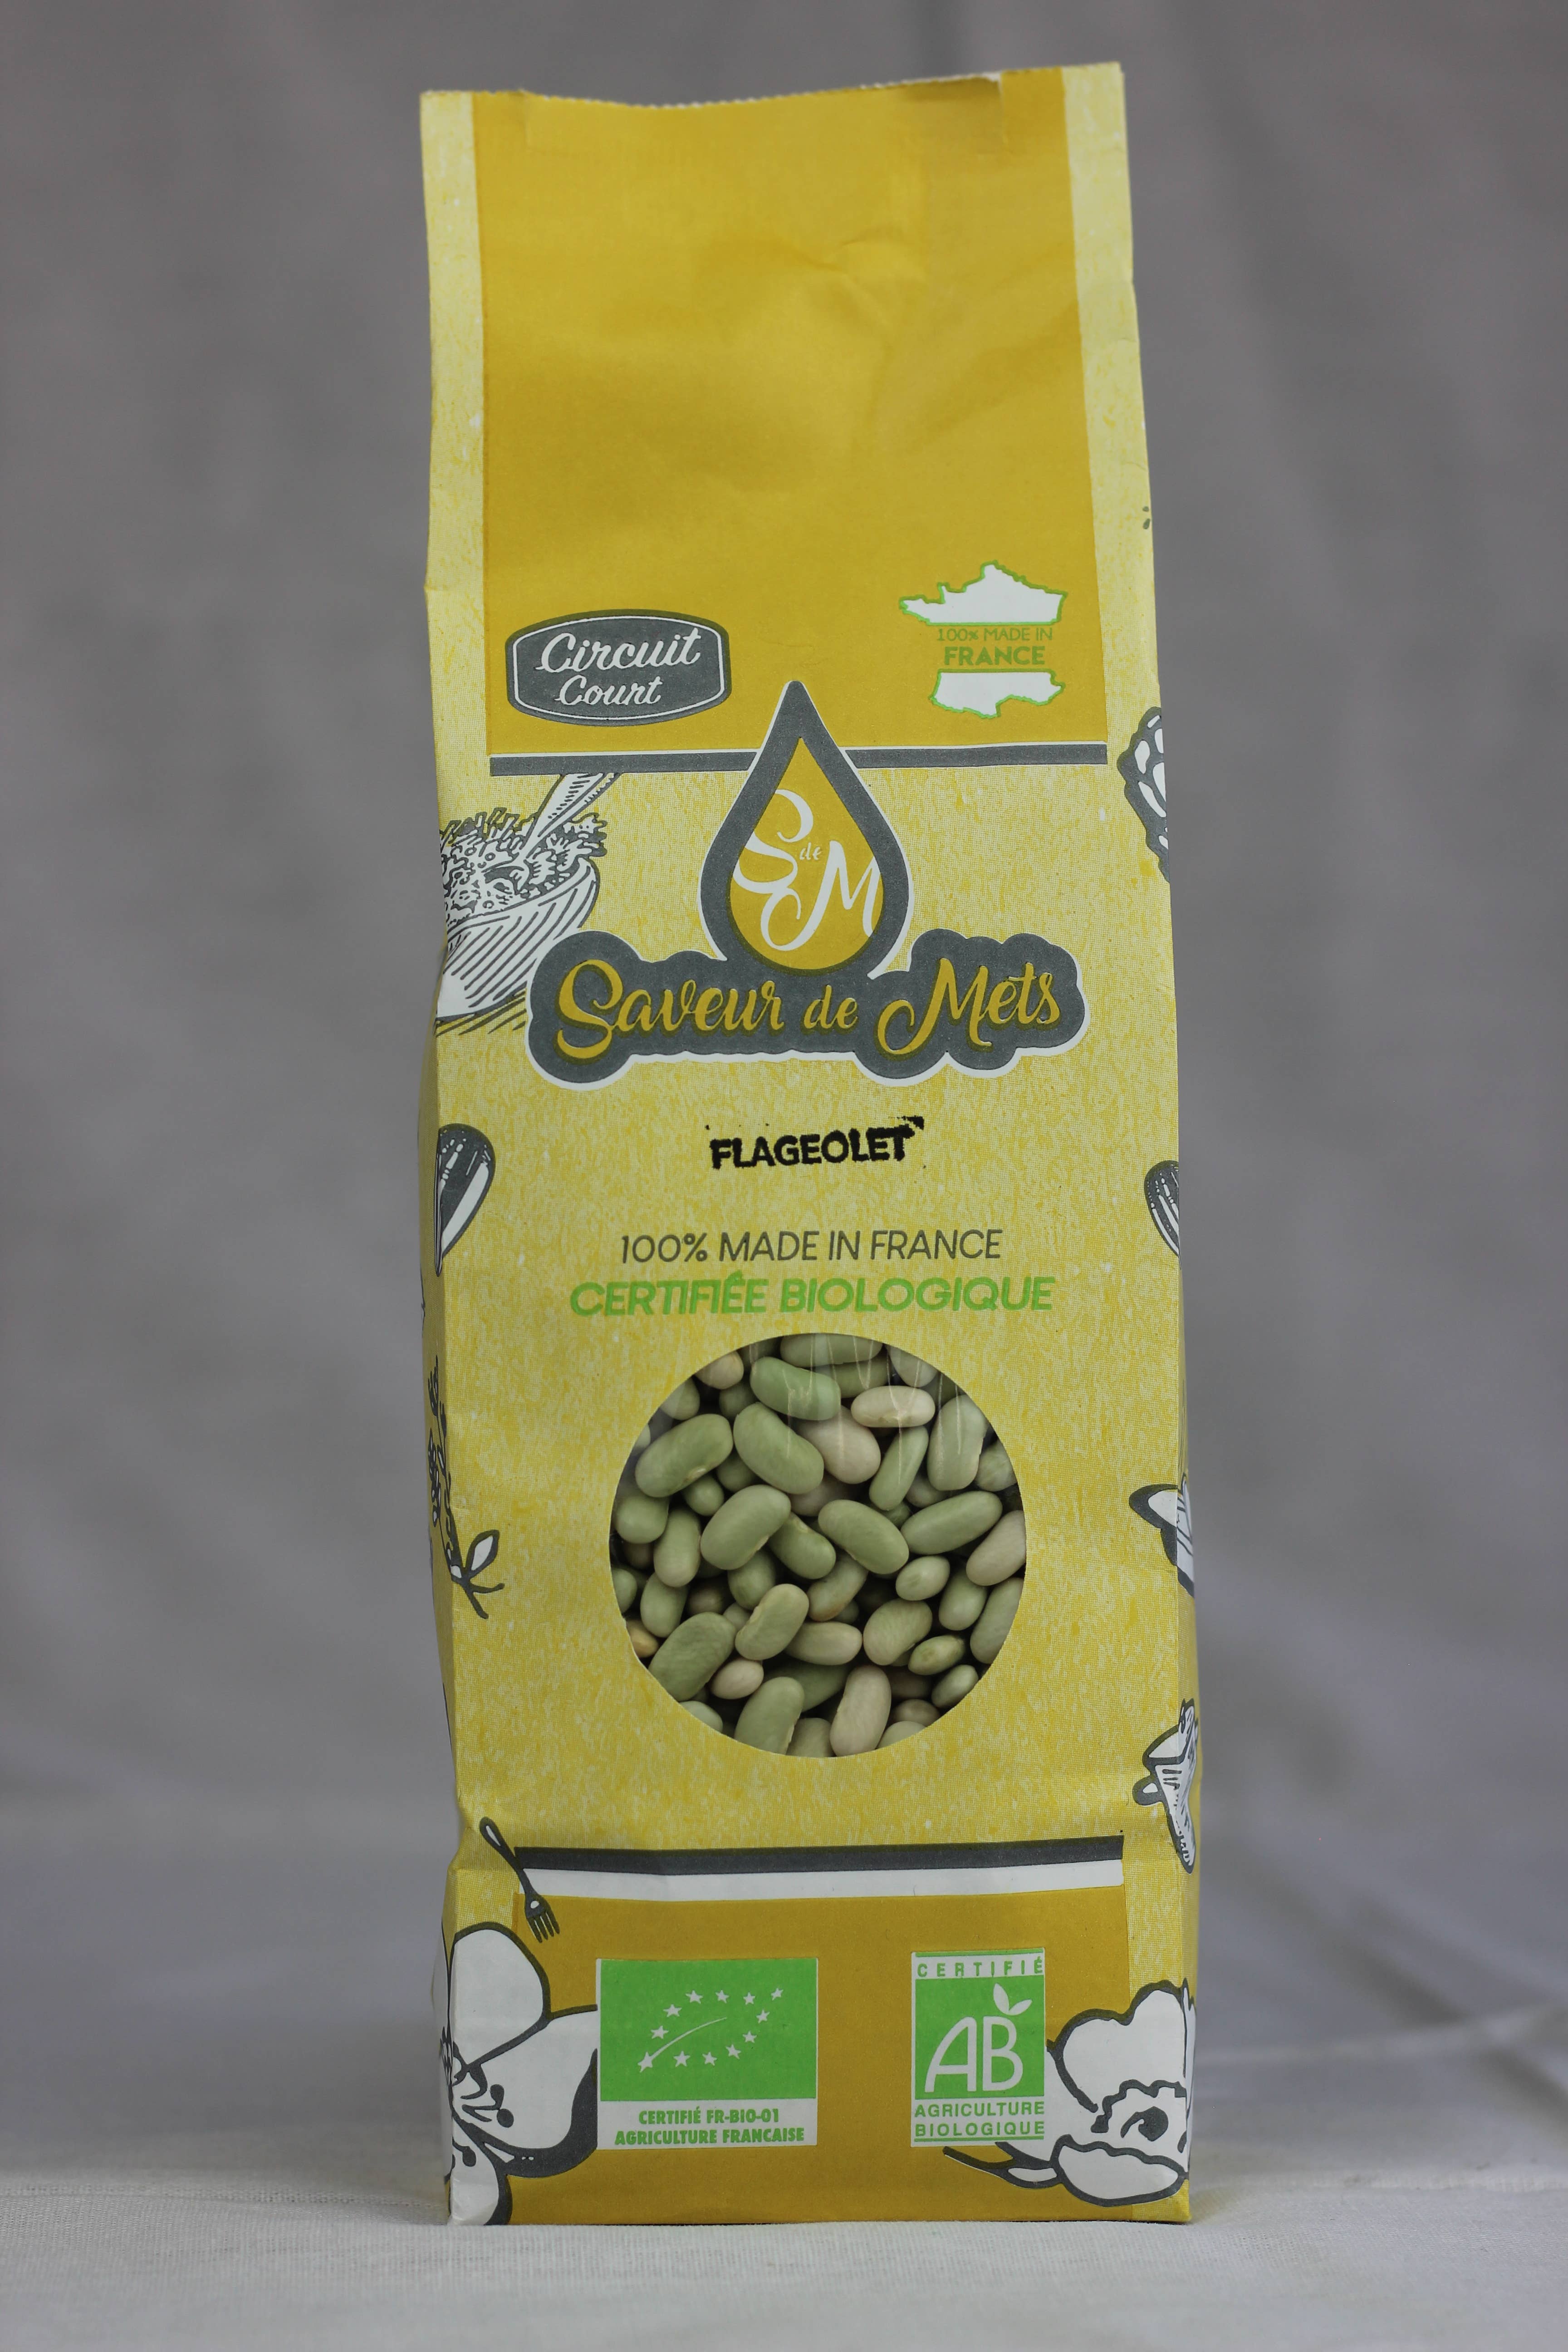 Circuit
Court
100% MADE IN
FRANCE
S de M
Saveur de Mets
FLAGEOLET
100% MADE IN FRANCE
CERTIFIÉE BIOLOGIQUE
CERTIFIÉ FR-BIO-01
AGRICULTURE FRANCAISE
CERTIFIÉ
AB
AGRICULTURE
BIOLOGIQUE